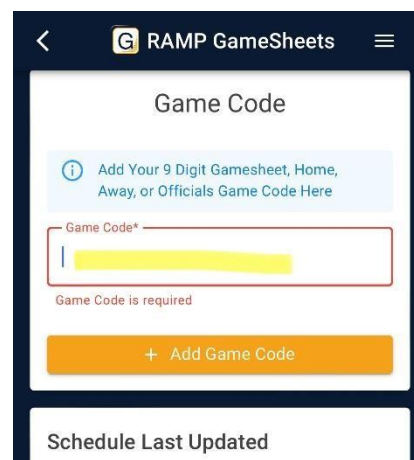 G RAMP GameSheets
Game Code
Add Your 9 Digit Gamesheet, Home,
Away, or Officials Game Code Here
Game Code*
Game Code is required
+ Add Game Code
Schedule Last Updated